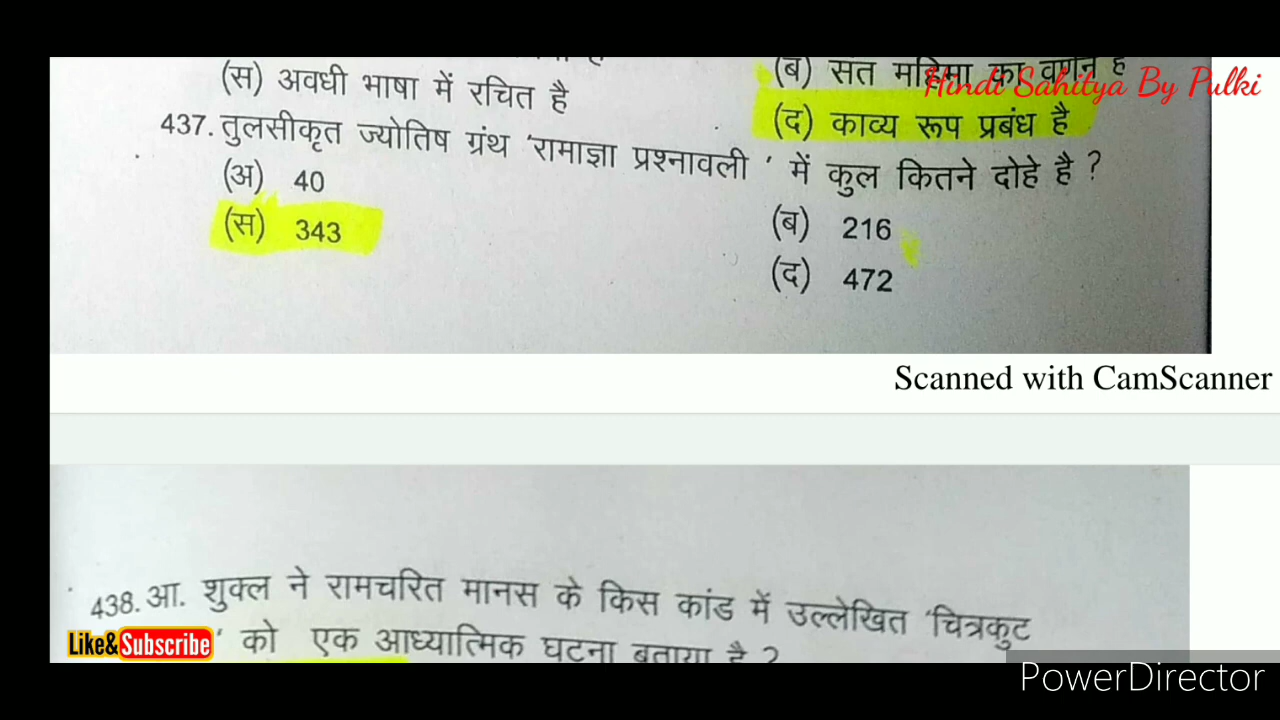 (स) अवधी भाषा में रचित है
(ब) सत महिमा का वर्णन है
Hindi Sahitya By Pulki
(द) काव्य रूप प्रबंध है
437. तुलसीकृत ज्योतिष ग्रंथ 'रामाज्ञा प्रश्नावली ' में कुल कितने दोहे है ?
(अ) 40
(ब) 216
(स) 343
(द) 472
Scanned with CamScanner
438. आ. शुक्ल ने रामचरित मानस के किस कांड में उल्लेखित 'चित्रकुट
' को एक आध्यात्मिक घटना बताया है ?
Like& Subscribe
PowerDirector